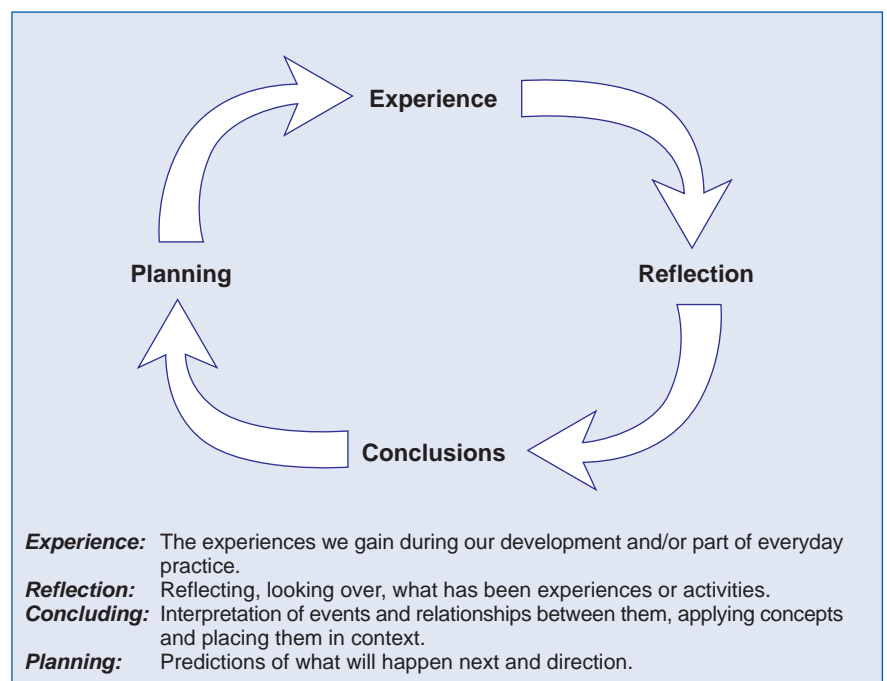 Experience
Planning
Reflection
Conclusions
Experience: The experiences we gain during our development and/or part of everyday
practice.
Reflection: Reflecting, looking over, what has been experiences or activities.
Concluding: Interpretation of events and relationships between them, applying concepts
and placing them in context.
Planning: Predictions of what will happen next and direction.